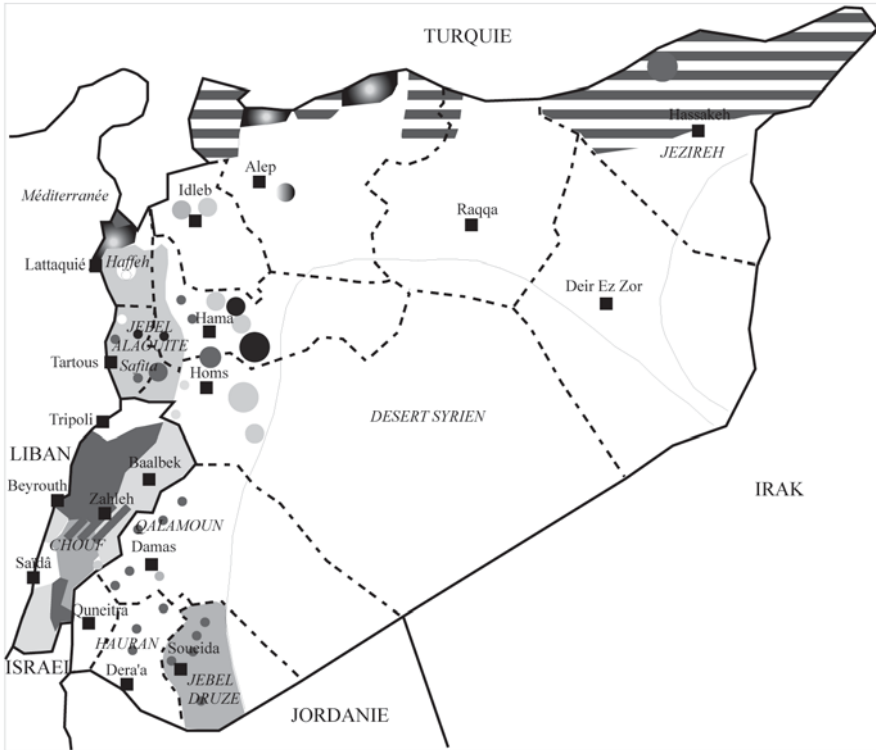 TURQUIE
Hassakeh
JEZIREH
Alep
Idleb
Méditerranée
Raqqa
Lattaquié
Haffeh
Deir Ez Zor
Hama
JEBEL
ALAOUITE
Tartous
Safita
Homs
DESERT SYRIEN
Tripoli
LIBAN
Baalbek
Beyrouth
Zahleh
IRAK
QALAMOUN
CHOUF
Damas
Saïdâ
Quneitra
HAURAN
Soueida
ISRAEL
Dera'a
JEBEL
DRUZE
JORDANIE